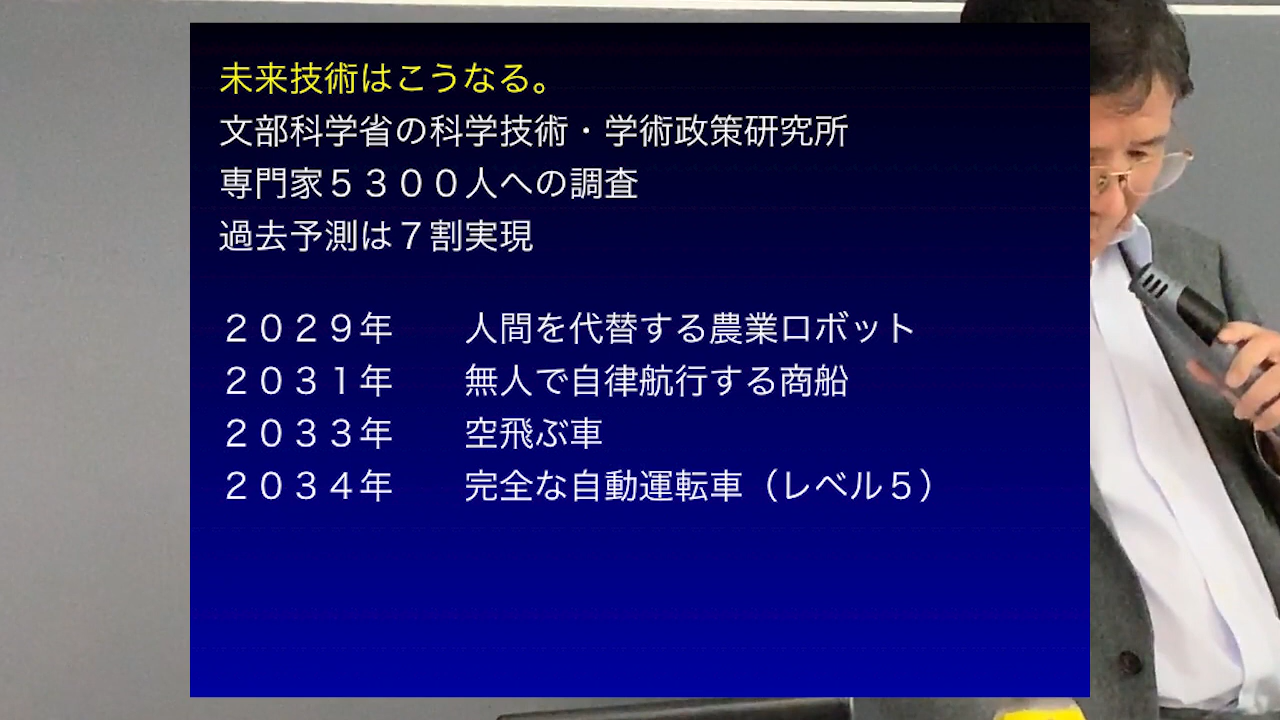 未来技術はこうなる。
文部科学省の科学技術・学術政策研究所
専門家５３００人への調査
過去予測は７割実現
２０２９年　　人間を代替する農業ロボット
２０３１年　　無人で自律航行する商船
２０３３年　　空飛ぶ車
２０３４年　　完全な自動運転車（レベル５）